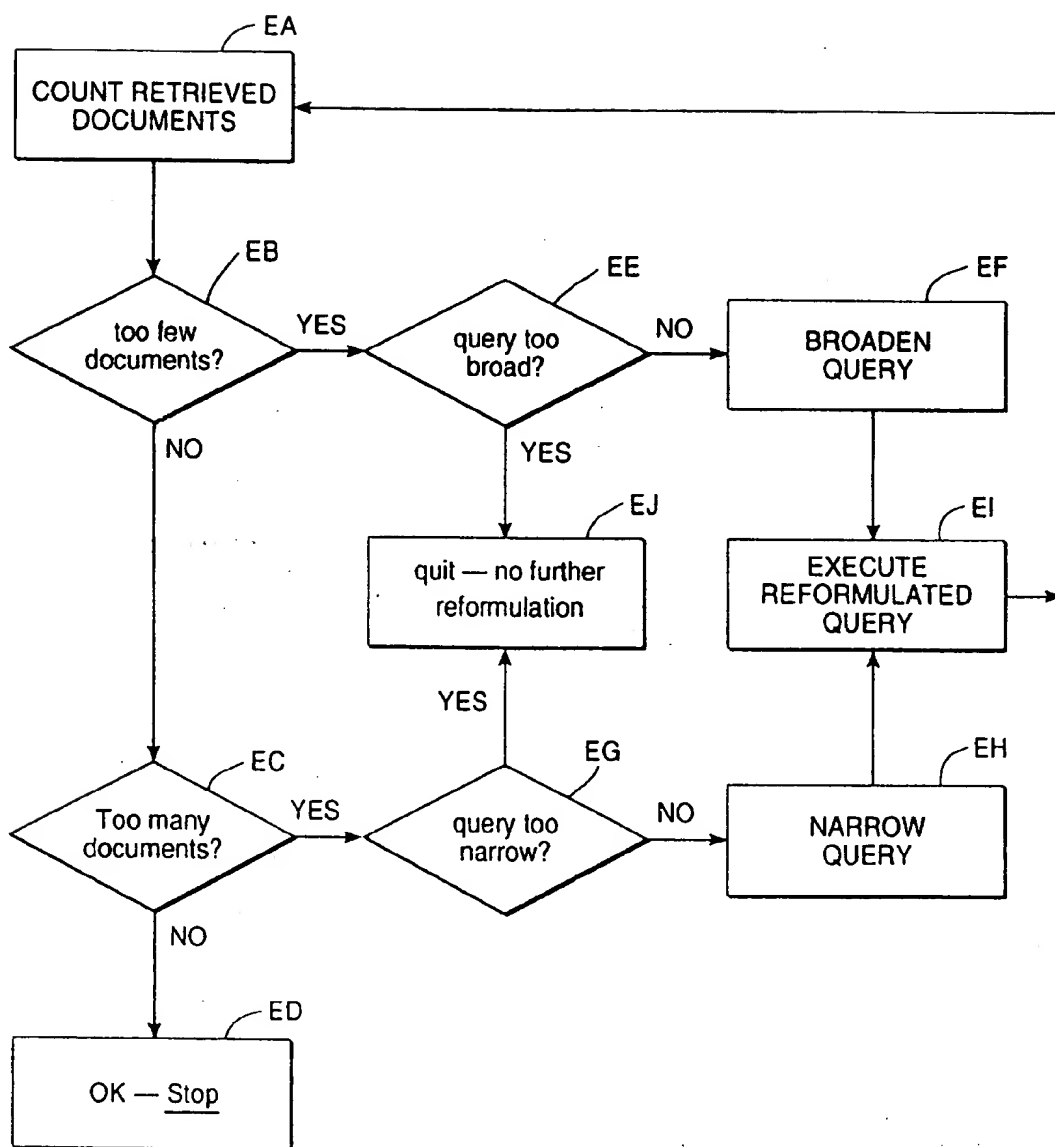 EA
COUNT RETRIEVED
DOCUMENTS
EB
too few
documents?
YES
NO
EE
query too
broad?
NO
YES
EF
BROADEN
QUERY
EJ
quit — no further
reformulation
EI
EXECUTE
REFORMULATED
QUERY
EC
Too many
documents?
YES
NO
EG
YES
query too
narrow?
NO
EH
NARROW
QUERY
ED
OK — Stop